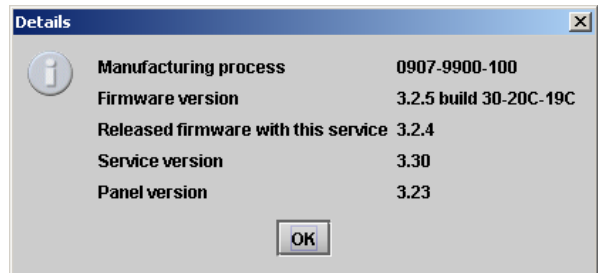 Details
Manufacturing process 0907-9900-100
Firmware version 3.2.5 build 30-20C-19C
Released firmware with this service 3.2.4
Service version 3.30
Panel version 3.23
OK